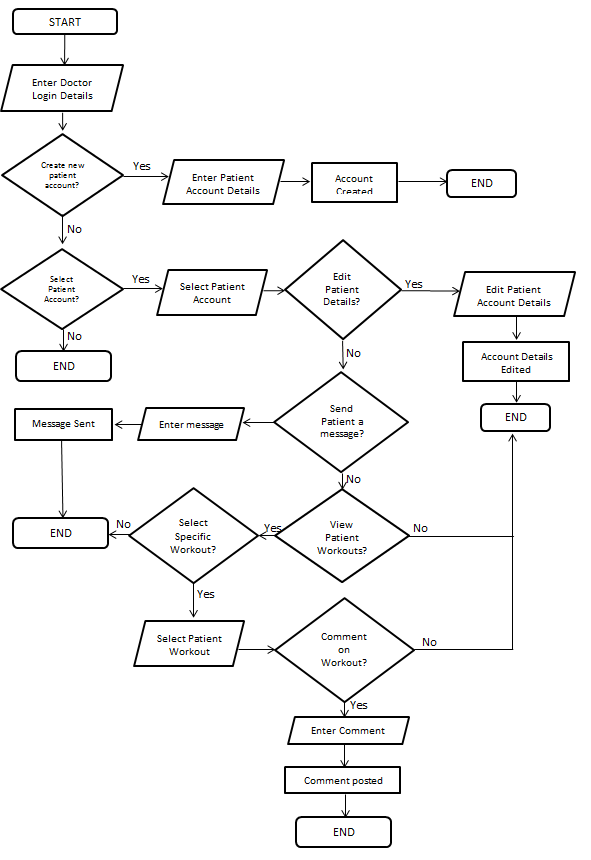 START
Enter Doctor
Login Details
Create new
patient
account?
Yes
Enter Patient
Account Details
Account
Created
END
No
Select
Patient
Account?
Yes
Select Patient
Account
Edit
Patient
Details?
Yes
Edit Patient
Account Details
No
END
No
Account Details
Edited
END
Send
Patient a
message?
Enter message
Message Sent
No
END
No
Select
Specific
Workout?
Yes
View
Patient
Workouts?
No
Yes
Select Patient
Workout
Comment
on
Workout?
No
Yes
Enter Comment
Comment posted
END